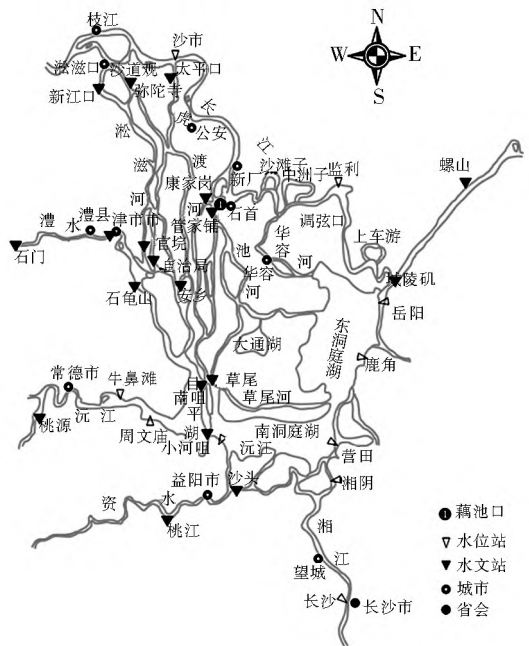 N
W E
S
枝江
沙市
淞滋口
沙道观
太平口
新江口
弥陀寺
长
江
虎
公安
淞
滋
河
渡
河
康家岗
新厂
沙滩子
中洲子
监利
螺山
石首
管家铺
调弦口
上车游
澧
水
澧县
津市市
石门
官垸
自治局
石龟山
安乡
池
河
华容
华
容
河
城陵矶
岳阳
东洞庭湖
鹿角
大通湖
常德市
牛鼻滩
沅江
桃源
周文庙
南咀
目
平
湖
草尾
草尾河
小河咀
沅江
南洞庭湖
营田
湘阴
益阳市
沙头
资
水
桃江
湘
江
望城
长沙
长沙市
1 藕池口
水位站
水文站
城市
省会